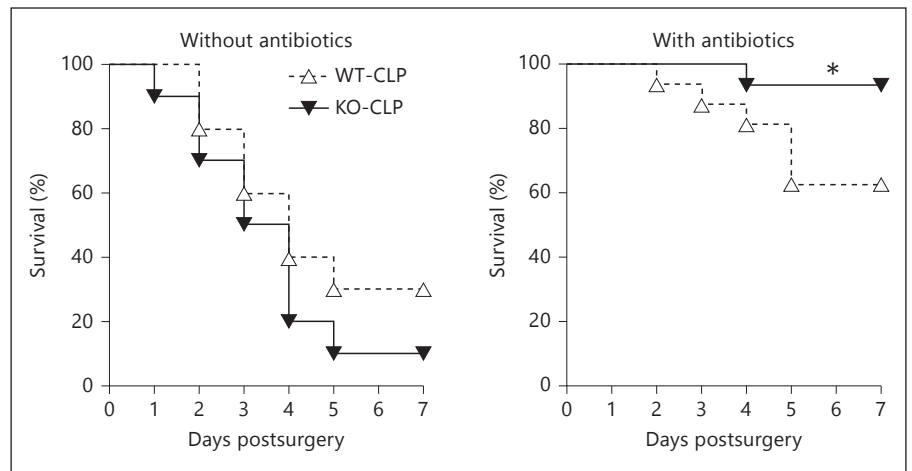 Without antibiotics
WT-CLP
KO-CLP
100
80
60
40
20
0
Survival (%)
0 1 2 3 4 5 6 7
Days postsurgery
With antibiotics
*
100
80
60
40
20
0
Survival (%)
0 1 2 3 4 5 6 7
Days postsurgery